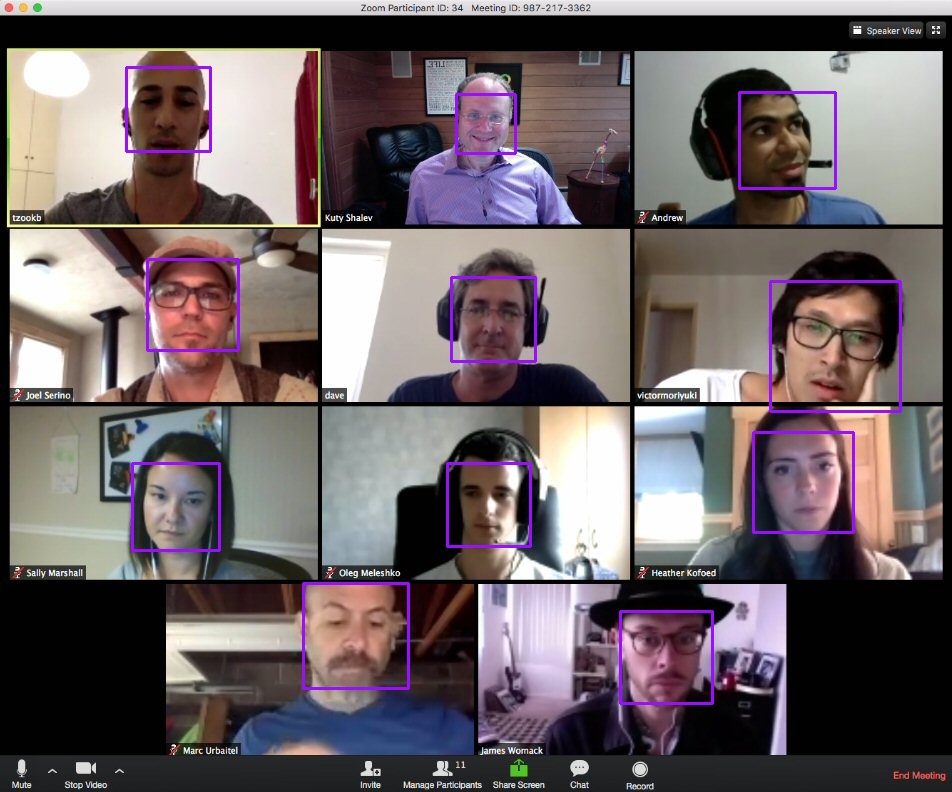 Zoom Participant ID: 34 Meeting ID: 987-217-3362
Speaker View
tzookb
Kuty Shalev
Andrew
Joel Serino
dave
victormoriyuki
Sally Marshall
Oleg Meleshko
Heather Kofoed
Marc Urbaitel
James Womack
Mute
Stop Video
Invite
Manage Participants
11
Share Screen
Chat
Record
End Meeting